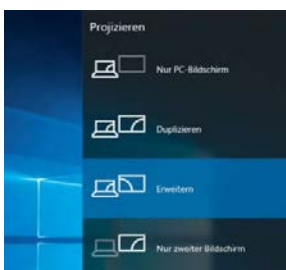 Projizieren
Nur PC-Bildschirm
Duplizieren
Erweitern
Nur zweiter Bildschirm